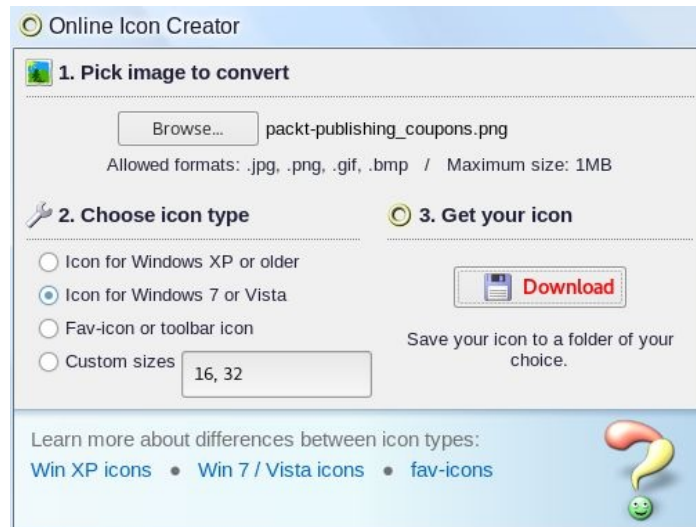 Online Icon Creator
1. Pick image to convert
Browse... packt-publishing_coupons.png
Allowed formats: .jpg, .png, .gif, .bmp / Maximum size: 1MB
2. Choose icon type
Icon for Windows XP or older
Icon for Windows 7 or Vista
Fav-icon or toolbar icon
Custom sizes 16, 32
3. Get your icon
Download
Save your icon to a folder of your
choice.
Learn more about differences between icon types:
Win XP icons ● Win 7 / Vista icons ● fav-icons